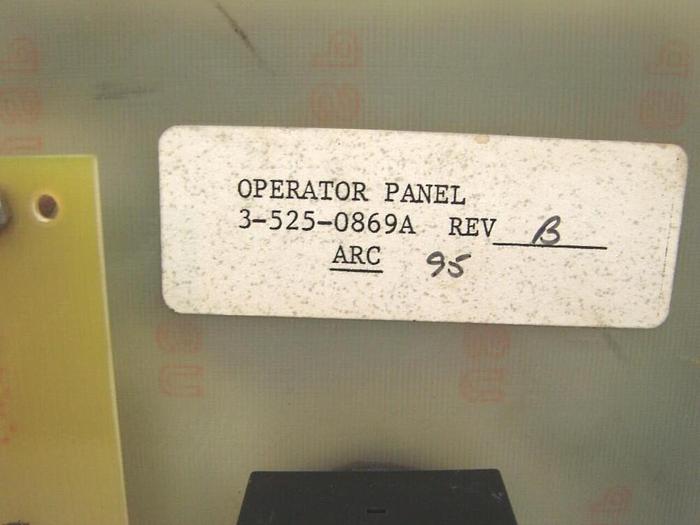 OPERATOR PANEL
3-525-0869A REV B
ARC 95